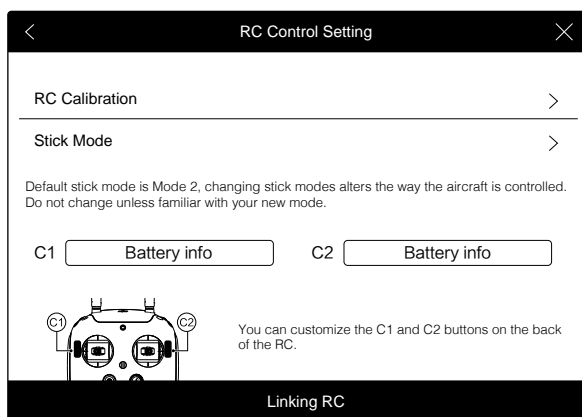 RC Control Setting
RC Calibration
Stick Mode
Default stick mode is Mode 2, changing stick modes alters the way the aircraft is controlled.
Do not change unless familiar with your new mode.
C1 Battery info C2 Battery info
C1 C2
You can customize the C1 and C2 buttons on the back
of the RC.
Linking RC